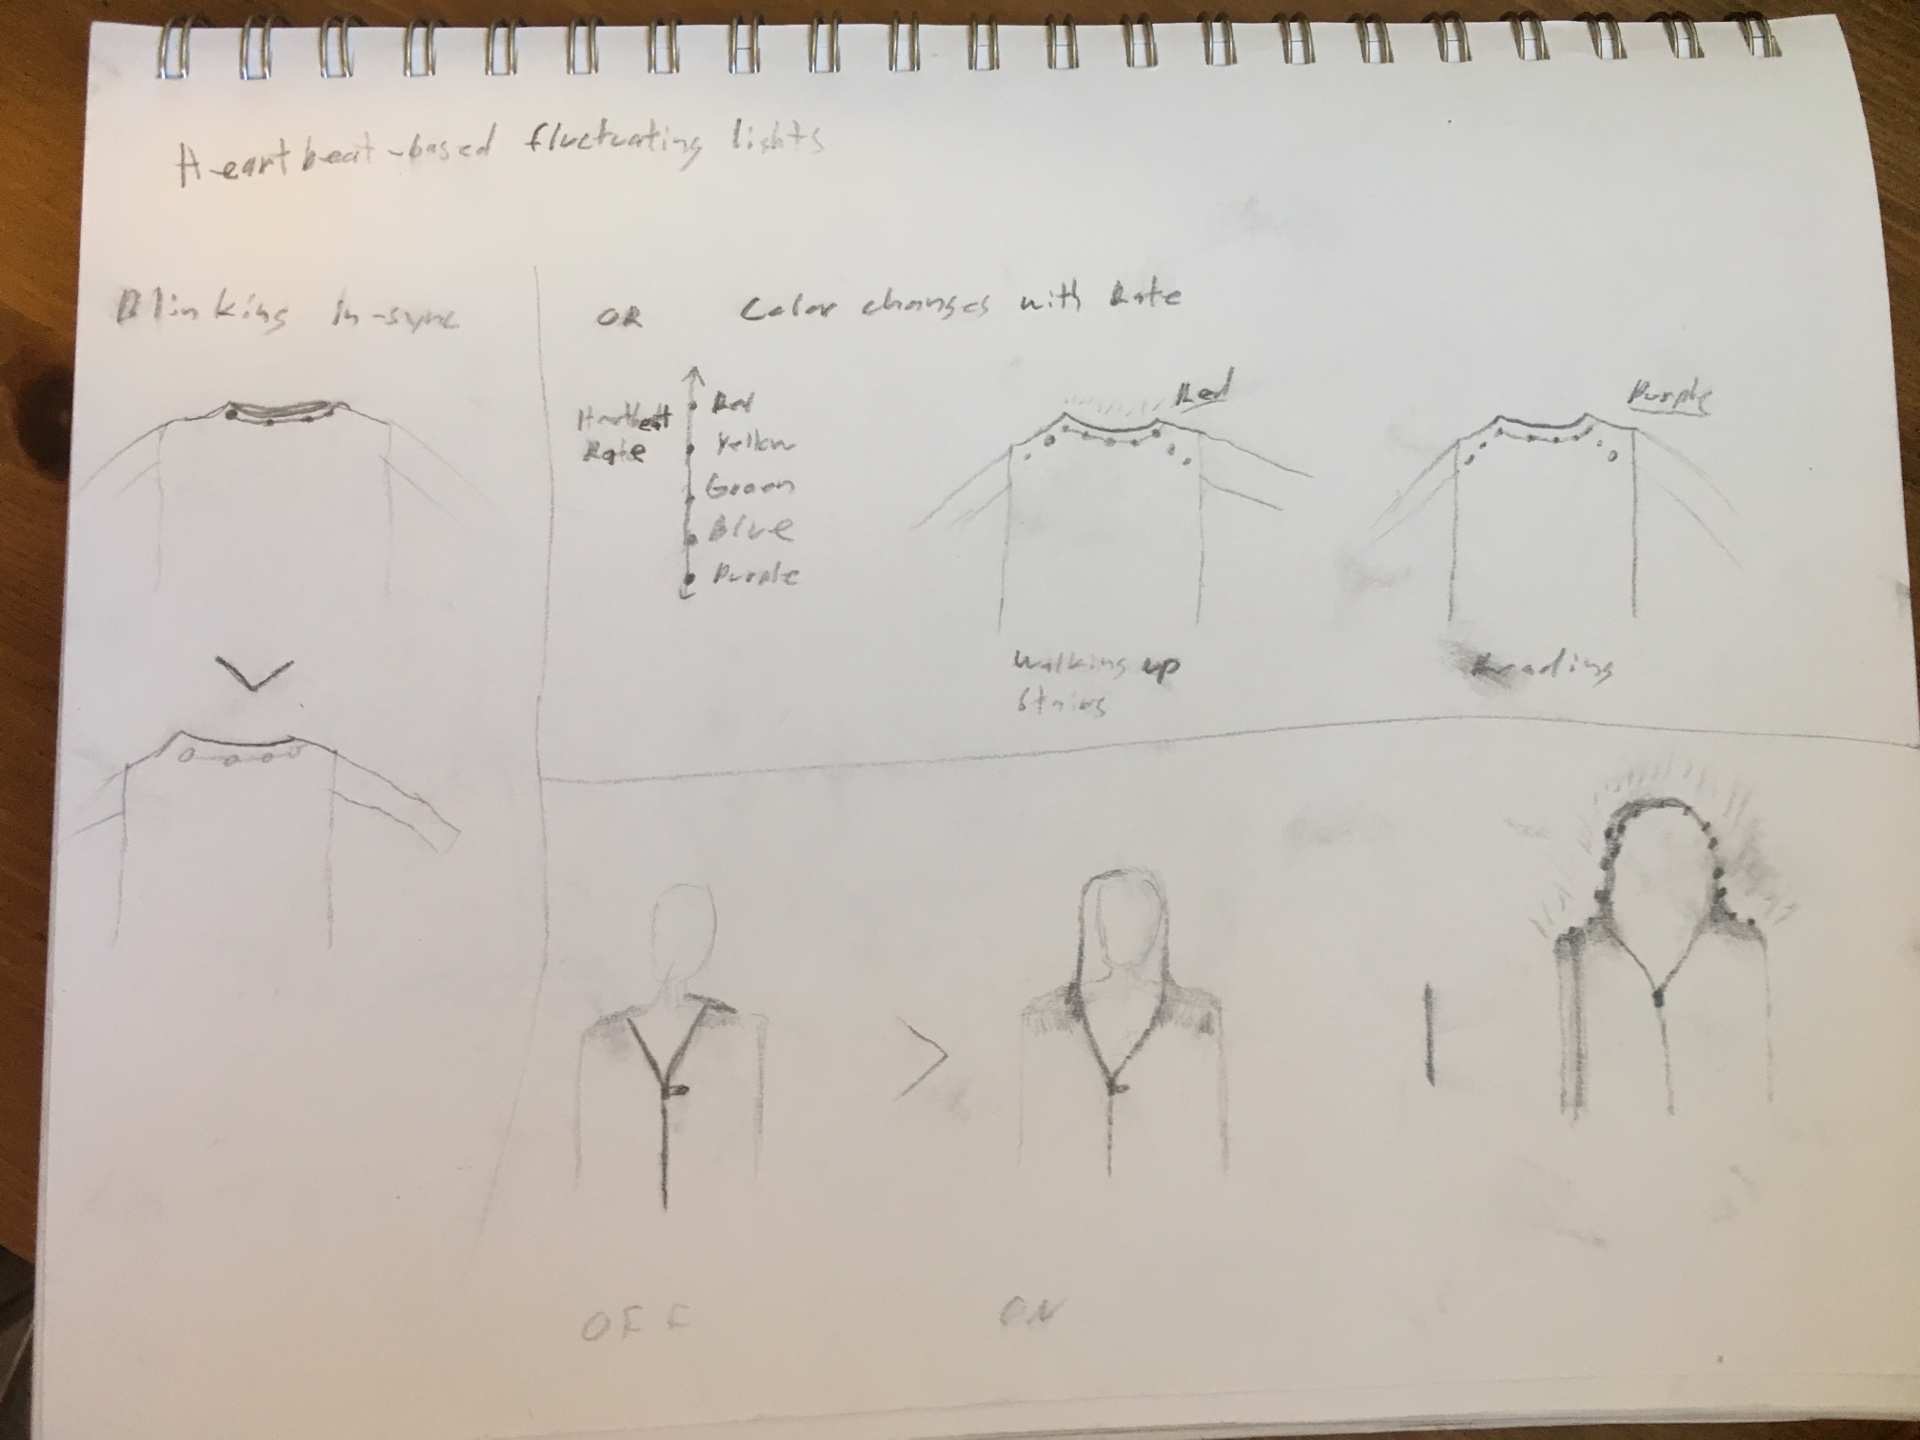 Heartbeat-based fluctuating lights
Blinking In-sync
OR
Color changes with Rate
Heartbeat
Rate
Red
Yellow
Green
Blue
Purple
Red
Walking up
Stairs
Purple
Reading
OFF
ON